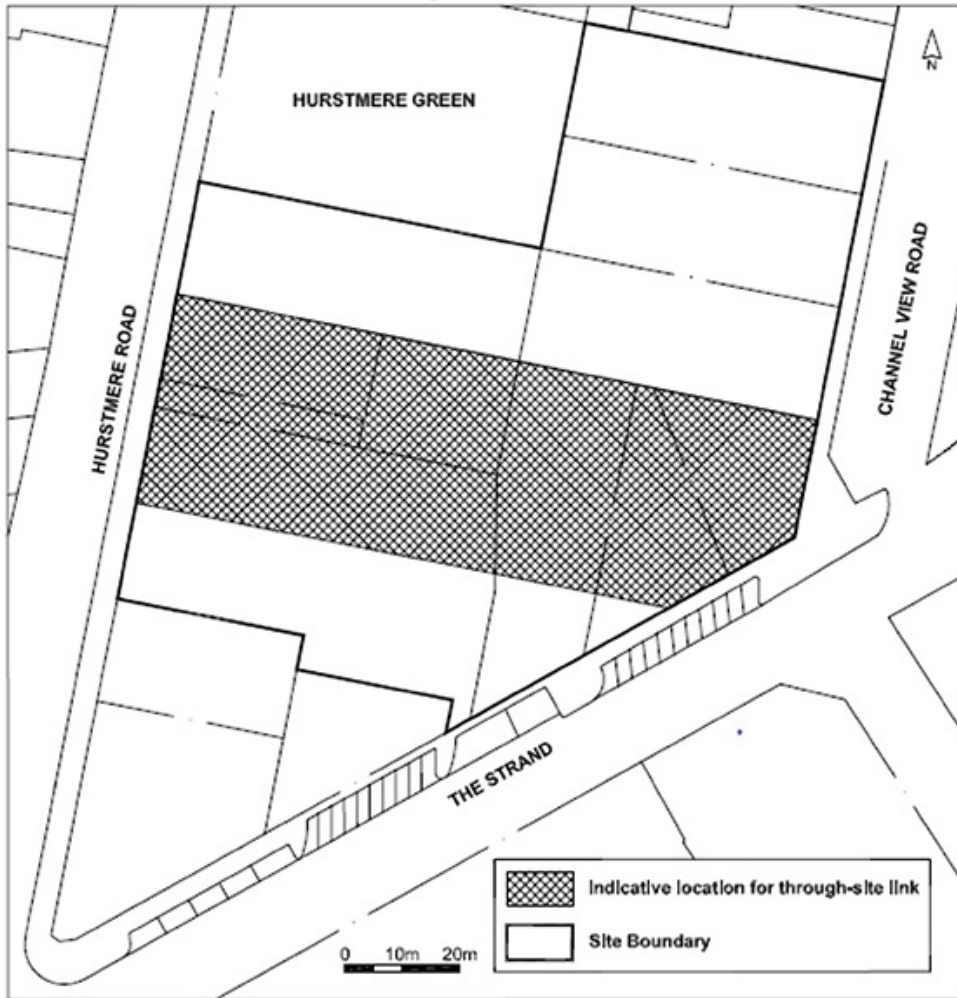 N
HURSTMERE GREEN
CHANNEL VIEW ROAD
HURSTMERE ROAD
THE STRAND
Indicative location for through-site link
Site Boundary
0 10m 20m